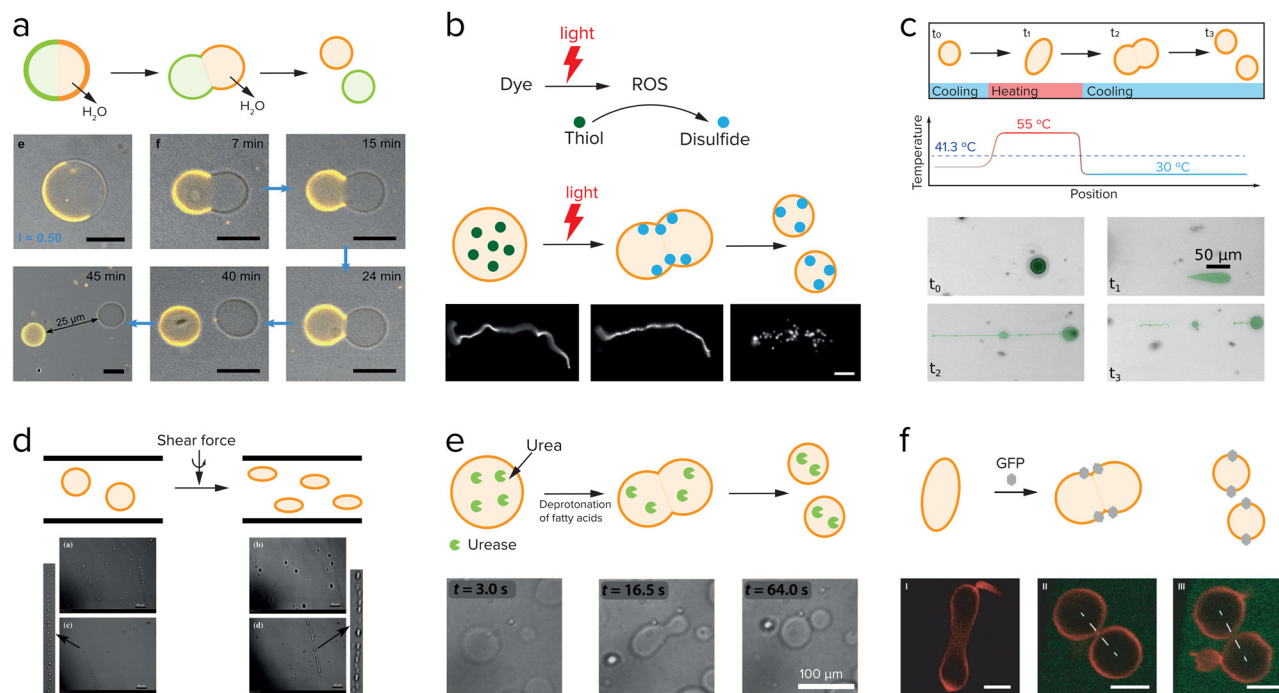 a
H₂O
H₂O
e
I = 0.50
f
7 min
15 min
45 min
25 µm
40 min
24 min
b
light
Dye
ROS
Thiol
Disulfide
light
c
t₀
t₁
t₂
t₃
Cooling
Heating
Cooling
Temperature
55 ºC
41.3 ºC
30 ºC
Position
t₀
50 µm
t₁
t₂
t₃
d
Shear force
(a)
(b)
(c)
(d)
e
Urea
Deprotonation
of fatty acids
Urease
t = 3.0 s
t = 16.5 s
t = 64.0 s
100 µm
f
GFP
I
II
III